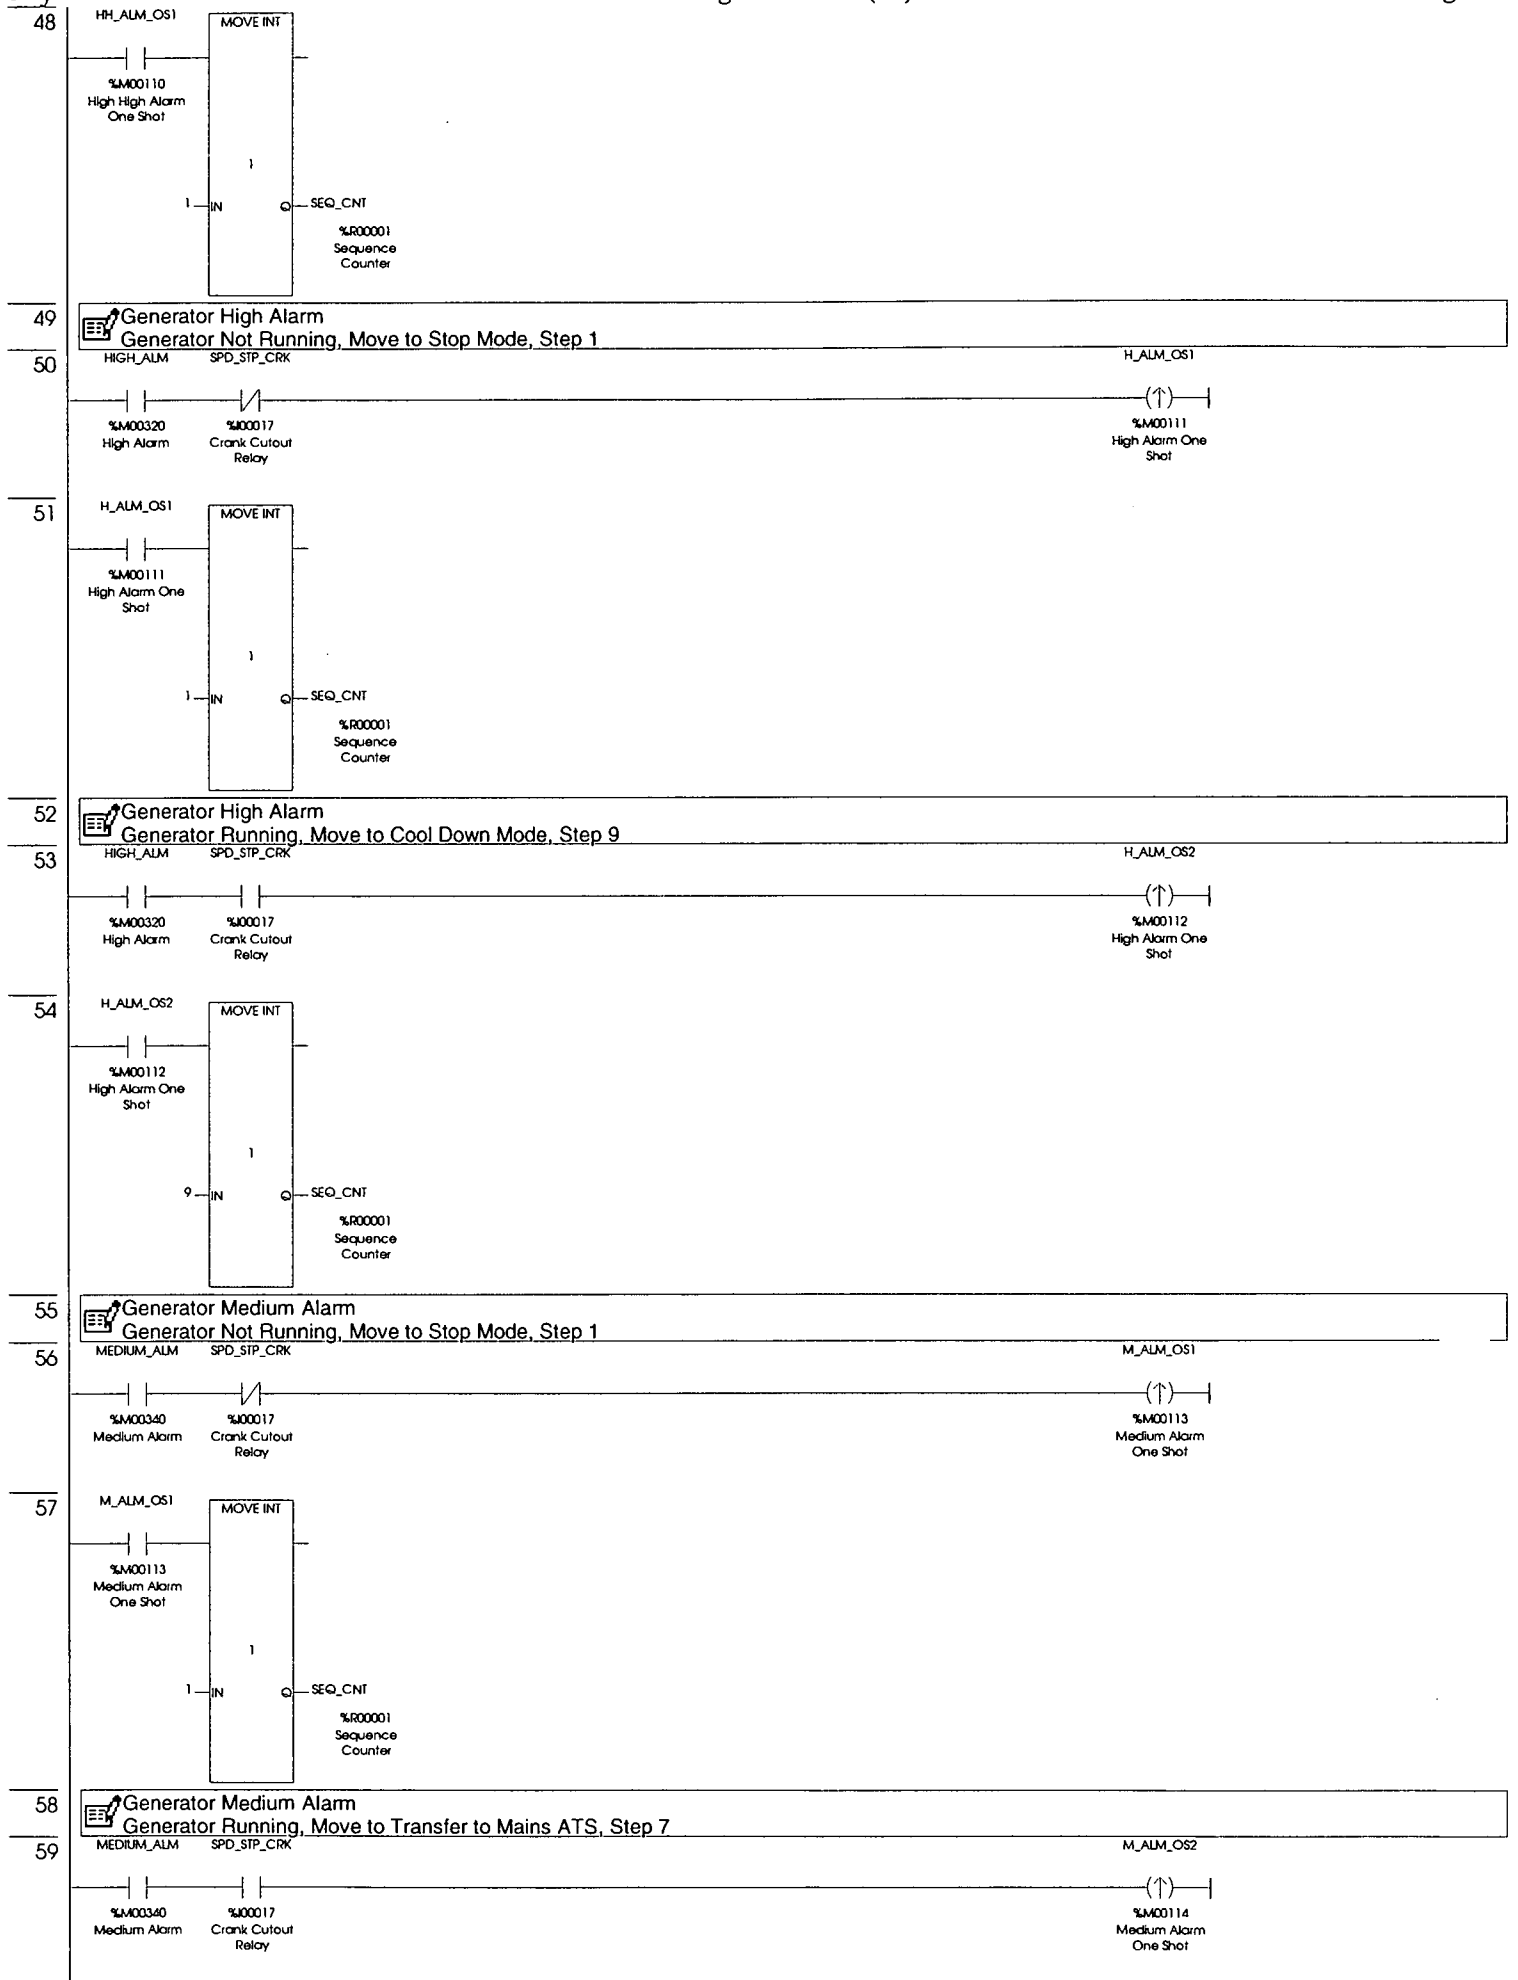 48
HH_ALM_OS1
MOVE INT
%M00110
High High Alarm
One Shot
1
1
IN
Q
SEQ_CNT
%R00001
Sequence
Counter
49
Generator High Alarm
Generator Not Running, Move to Stop Mode, Step 1
50
HIGH_ALM
SPD_STP_CRK
H_ALM_OS1
%M00320
%I00017
%M00111
High Alarm
Crank Cutout
Relay
High Alarm One
Shot
51
H_ALM_OS1
MOVE INT
%M00111
High Alarm One
Shot
1
1
IN
Q
SEQ_CNT
%R00001
Sequence
Counter
52
Generator High Alarm
Generator Running, Move to Cool Down Mode, Step 9
53
HIGH_ALM
SPD_STP_CRK
H_ALM_OS2
%M00320
%I00017
%M00112
High Alarm
Crank Cutout
Relay
High Alarm One
Shot
54
H_ALM_OS2
MOVE INT
%M00112
High Alarm One
Shot
1
9
IN
Q
SEQ_CNT
%R00001
Sequence
Counter
55
Generator Medium Alarm
Generator Not Running, Move to Stop Mode, Step 1
56
MEDIUM_ALM
SPD_STP_CRK
M_ALM_OS1
%M00340
%I00017
%M00113
Medium Alarm
Crank Cutout
Relay
Medium Alarm
One Shot
57
M_ALM_OS1
MOVE INT
%M00113
Medium Alarm
One Shot
1
1
IN
Q
SEQ_CNT
%R00001
Sequence
Counter
58
Generator Medium Alarm
Generator Running, Move to Transfer to Mains ATS, Step 7
59
MEDIUM_ALM
SPD_STP_CRK
M_ALM_OS2
%M00340
%I00017
%M00114
Medium Alarm
Crank Cutout
Relay
Medium Alarm
One Shot